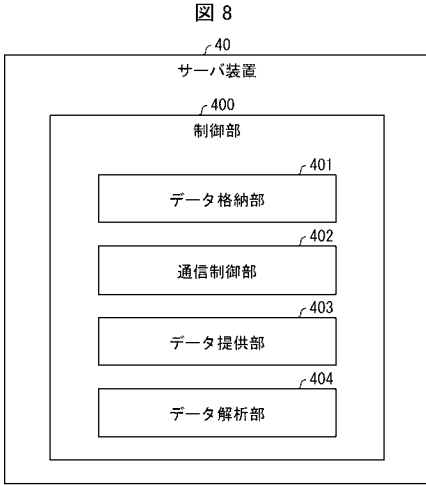 図 8
40
サーバ装置
400
制御部
401
データ格納部
402
通信制御部
403
データ提供部
404
データ解析部